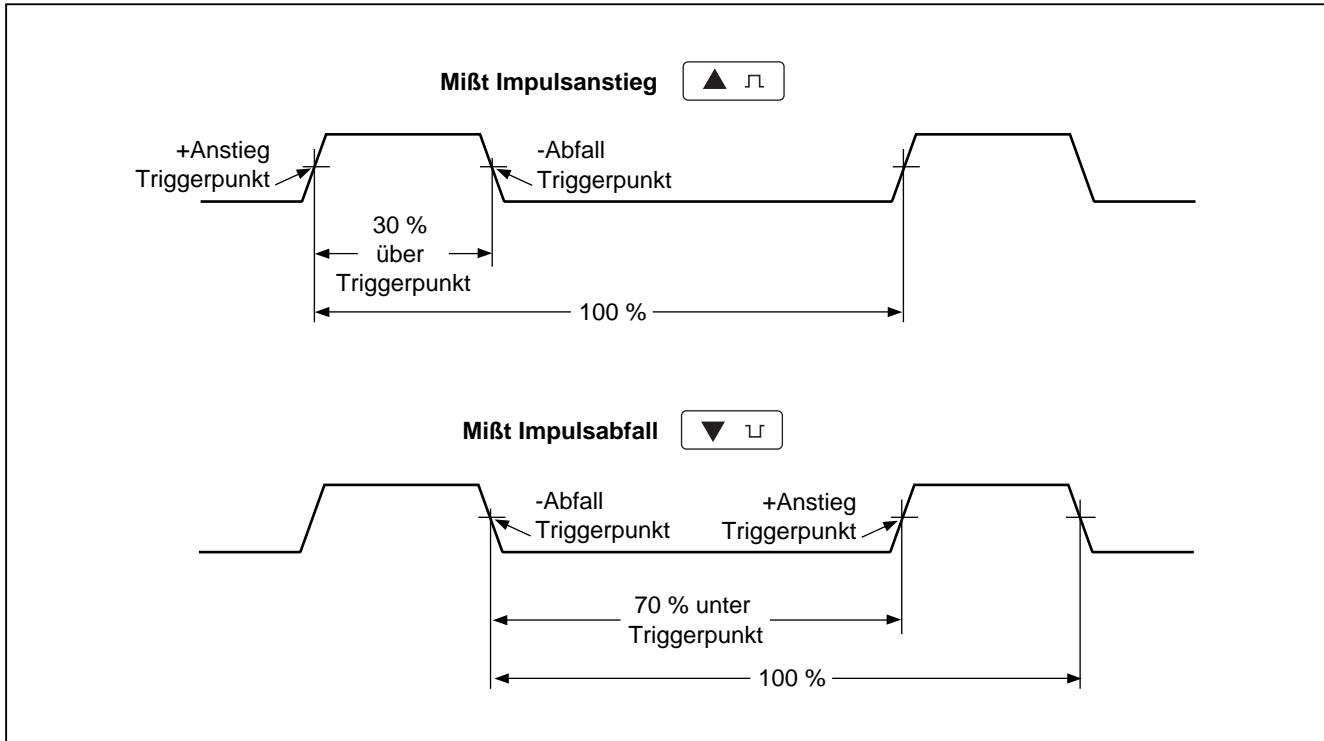 Mißt Impulsanstieg
+Anstieg
Triggerpunkt
-Abfall
Triggerpunkt
30 %
über
Triggerpunkt
100 %
Mißt Impulsabfall
-Abfall
Triggerpunkt
+Anstieg
Triggerpunkt
70 % unter
Triggerpunkt
100 %